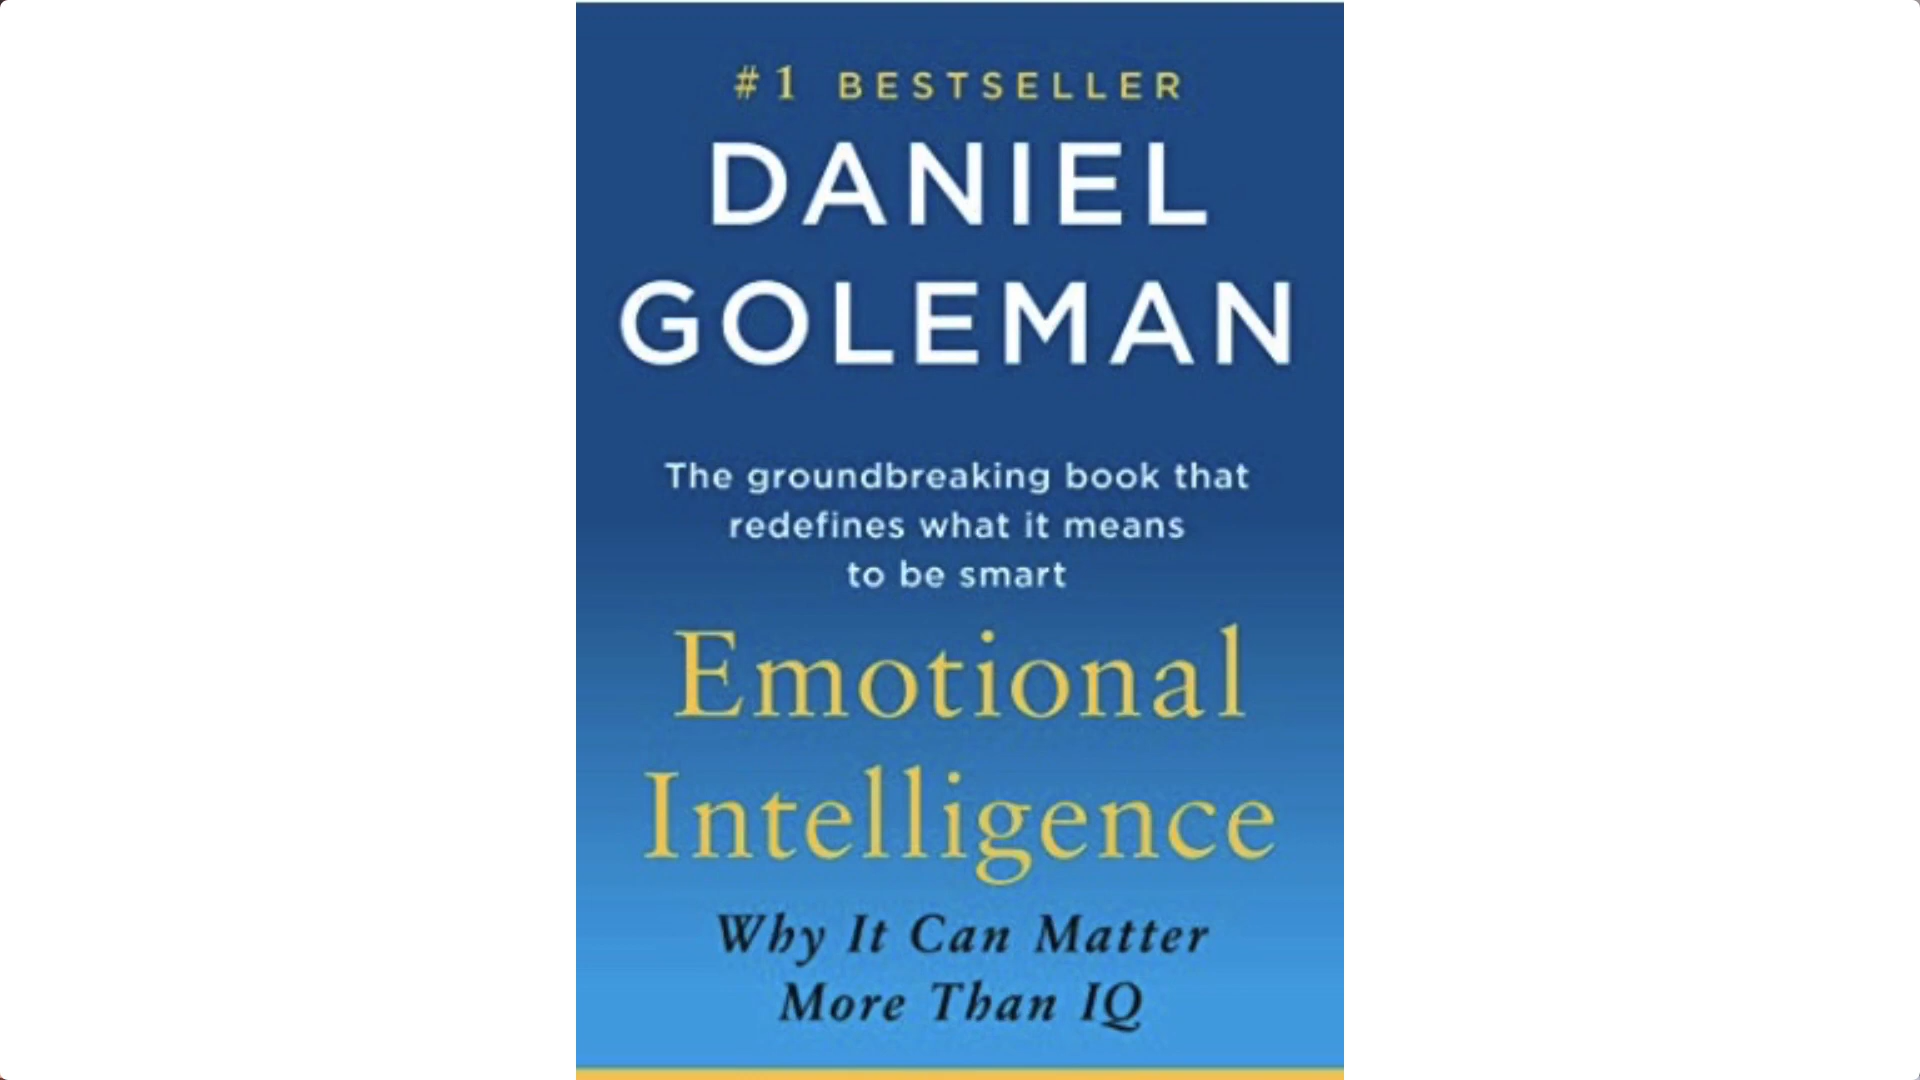 #1 BESTSELLER
DANIEL
GOLEMAN
The groundbreaking book that
redefines what it means
to be smart
Emotional
Intelligence
Why It Can Matter
More Than IQ